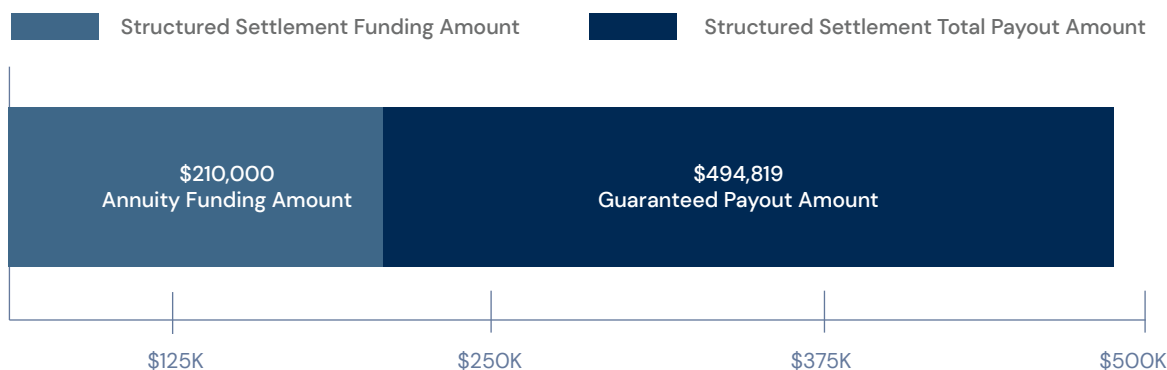 Structured Settlement Funding Amount
Structured Settlement Total Payout Amount
$210,000
Annuity Funding Amount
$494,819
Guaranteed Payout Amount
$125K
$250K
$375K
$500K